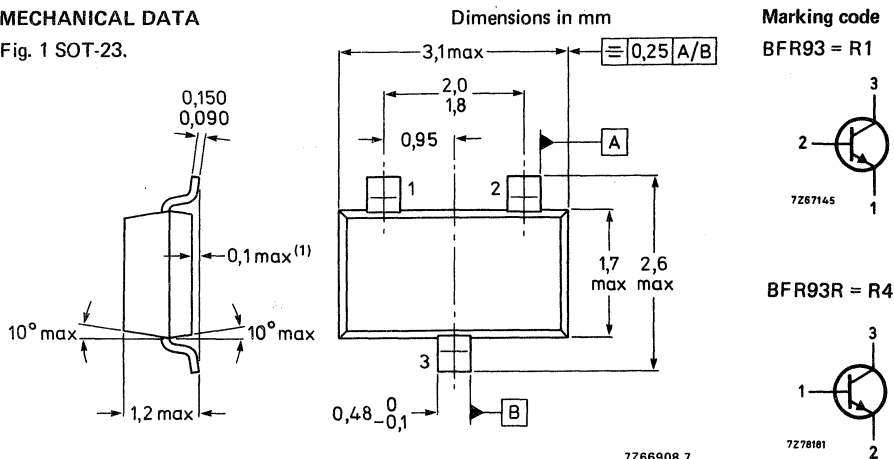 MECHANICAL DATA
Dimensions in mm
Marking code
Fig. 1 SOT-23.
3,1 max
0,25 A/B
BFR93 = R1
0,150
0,090
2,0
1,8
0,95
A
3
2
1
7Z67145
1
2
0,1 max (1)
1,7
max
2,6
max
BFR93R = R4
10° max
10° max
3
1,2 max
0,48 0 -0,1
B
3
1
2
7Z78181
7Z66908.7